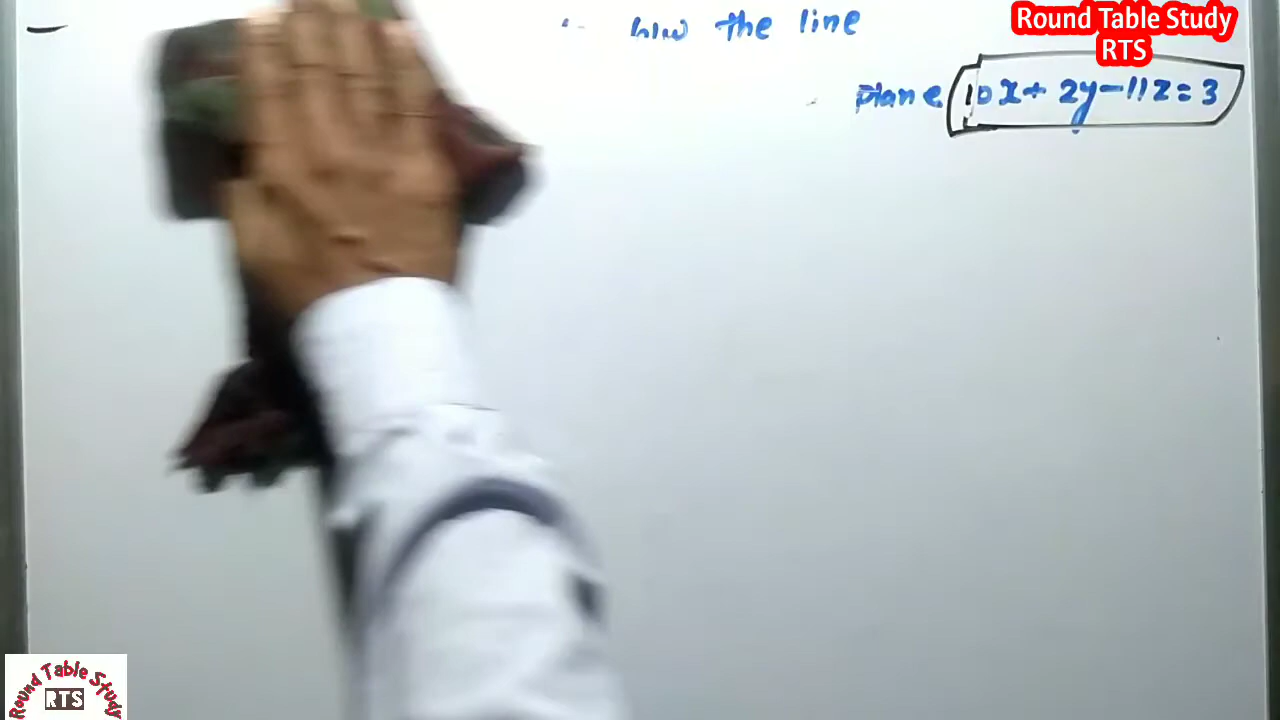 the line
Round Table Study
RTS
plane 10x + 2y - 11z = 3
Round Table Study
RTS